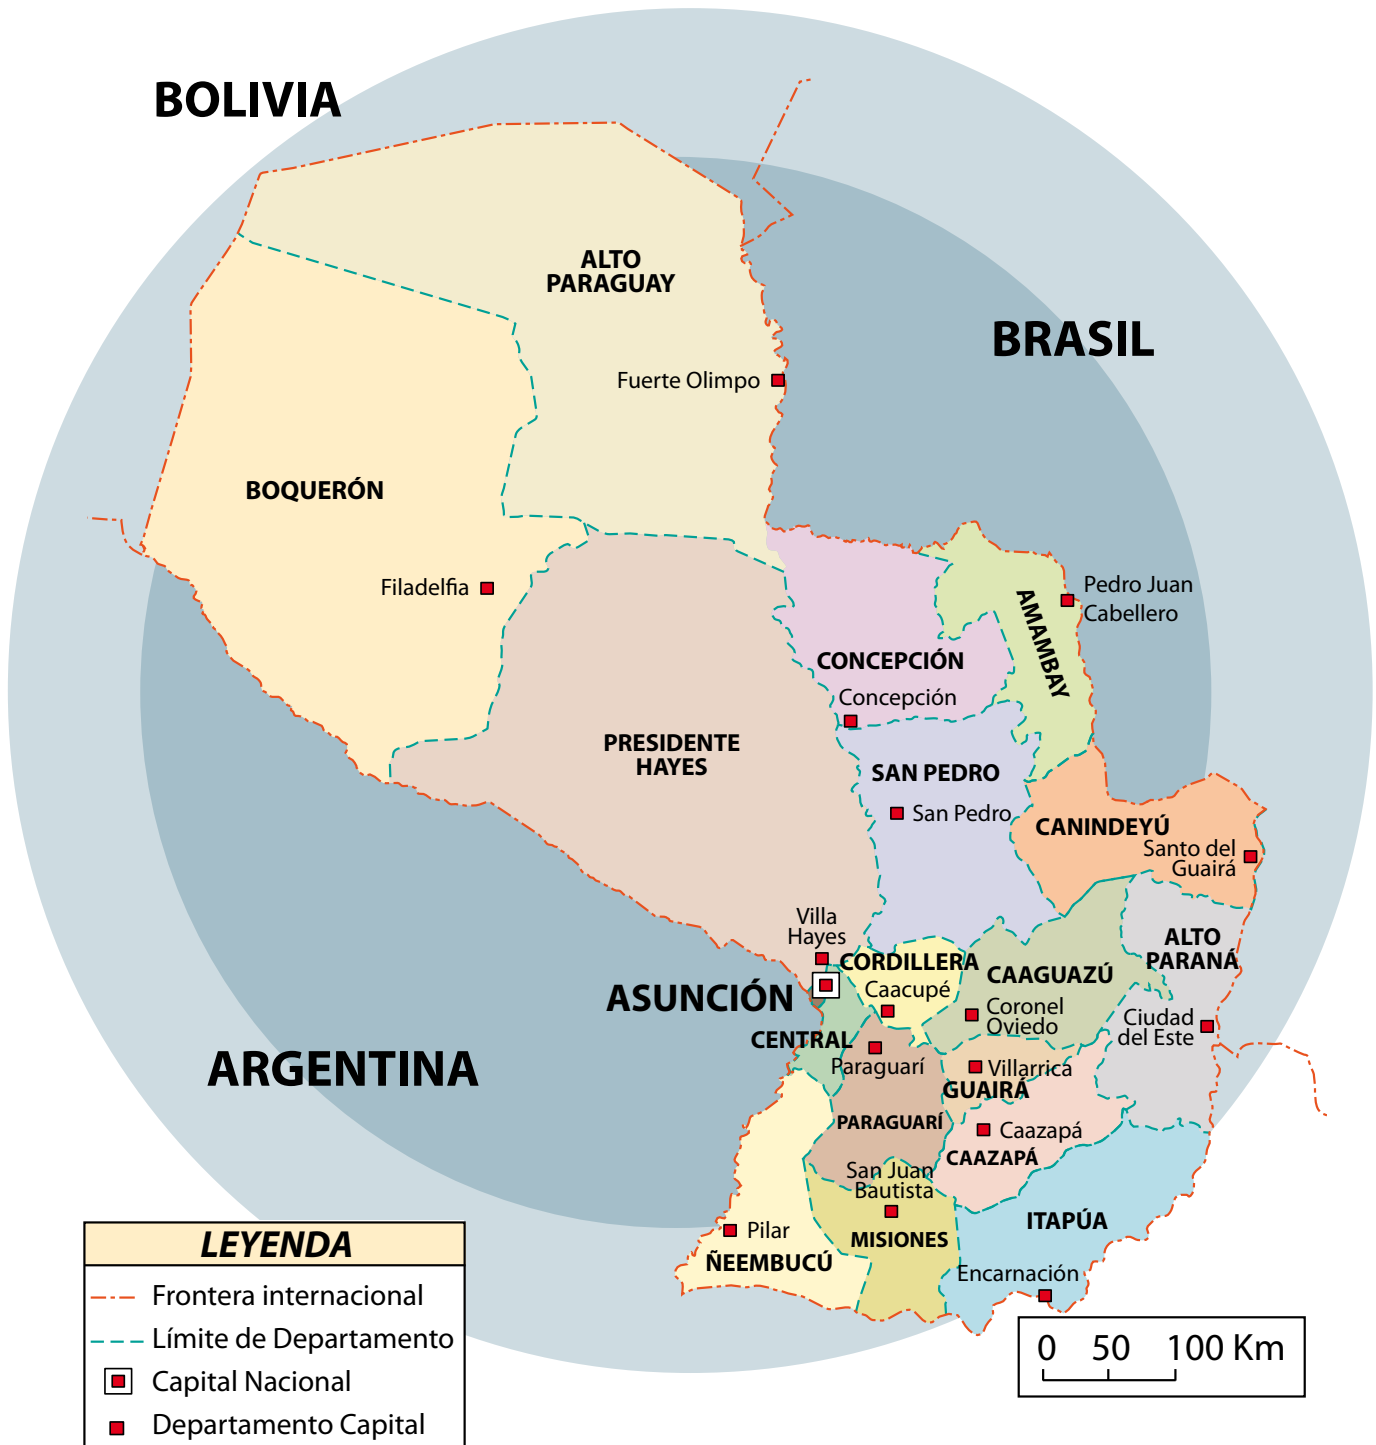 BOLIVIA
ALTO
PARAGUAY
BRASIL
Fuerte Olimpo
BOQUERÓN
Filadelfia
Pedro Juan
Cabellero
AMAMBAY
CONCEPCIÓN
Concepción
PRESIDENTE
HAYES
SAN PEDRO
San Pedro
CANINDEYÚ
Santo del
Guairá
Villa
Hayes
CORDILLERA
Caacupé
ALTO
PARANÁ
CAAGUAZÚ
ASUNCIÓN
Coronel
Oviedo
Ciudad
del Este
CENTRAL
Paraguarí
Villarrica
GUAIRÁ
ARGENTINA
PARAGUARÍ
Caazapá
CAAZAPÁ
San Juan
Bautista
MISIONES
ITAPÚA
Pilar
ÑEEMBUCÚ
Encarnación
LEYENDA
Frontera internacional
Límite de Departamento
Capital Nacional
Departamento Capital
0 50 100 Km